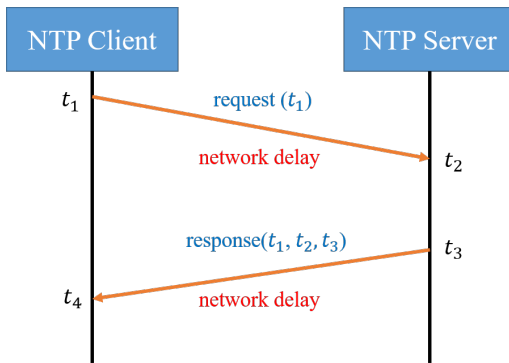 NTP Client
NTP Server
t₁
request (t₁)
network delay
t₂
response(t₁, t₂, t₃)
t₃
t₄
network delay